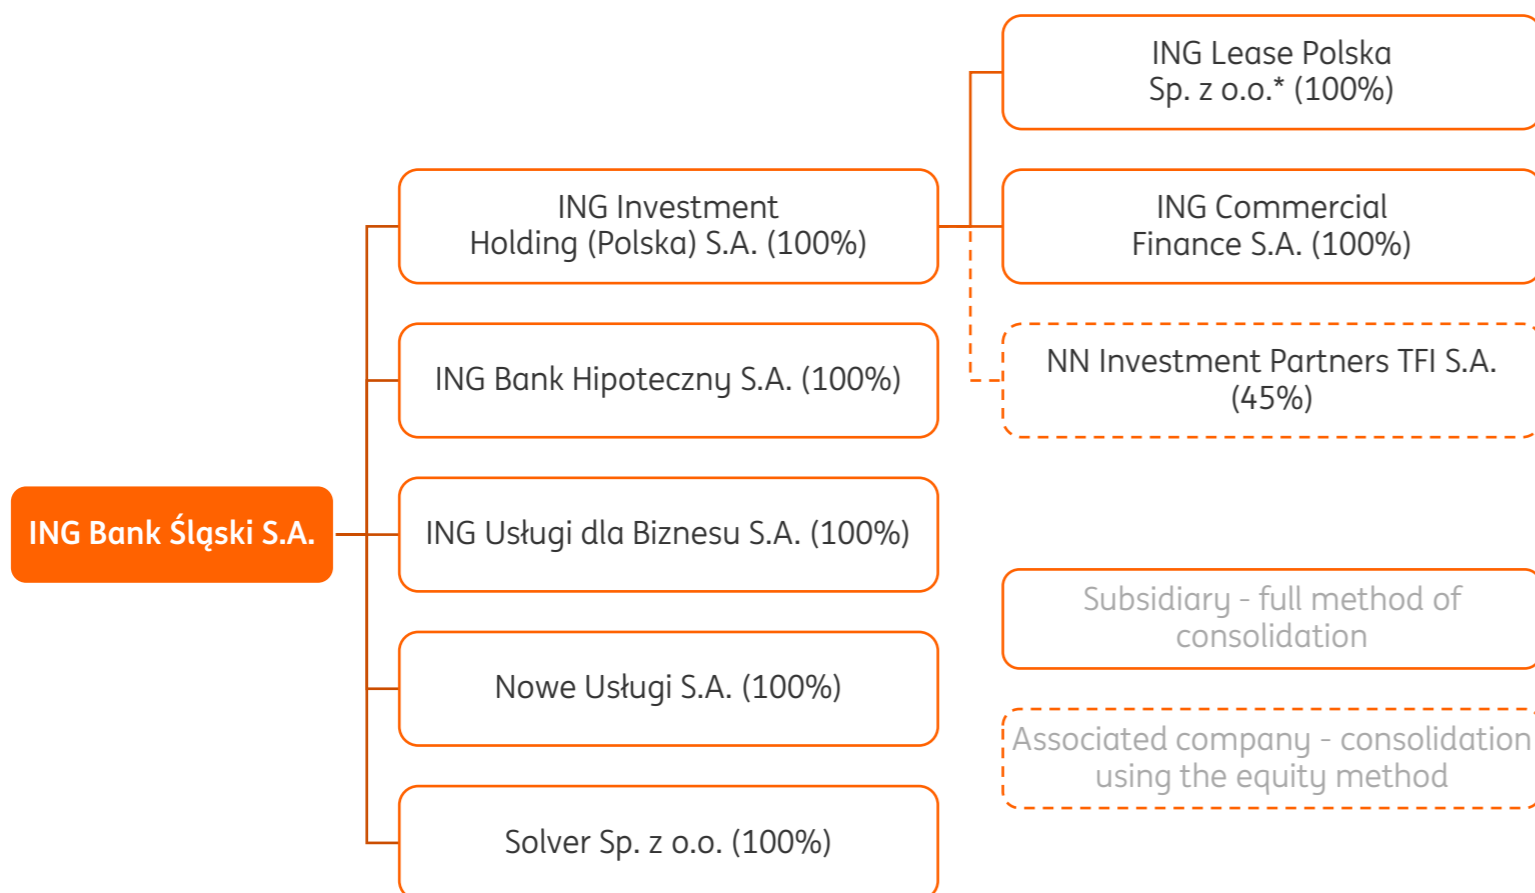 ING Bank Śląski S.A.
ING Investment
Holding (Polska) S.A. (100%)
ING Bank Hipoteczny S.A. (100%)
ING Usługi dla Biznesu S.A. (100%)
Nowe Usługi S.A. (100%)
Solver Sp. z o.o. (100%)
ING Lease Polska
Sp. z o.o.* (100%)
ING Commercial
Finance S.A. (100%)
NN Investment Partners TFI S.A.
(45%)
Subsidiary - full method of
consolidation
Associated company - consolidation
using the equity method